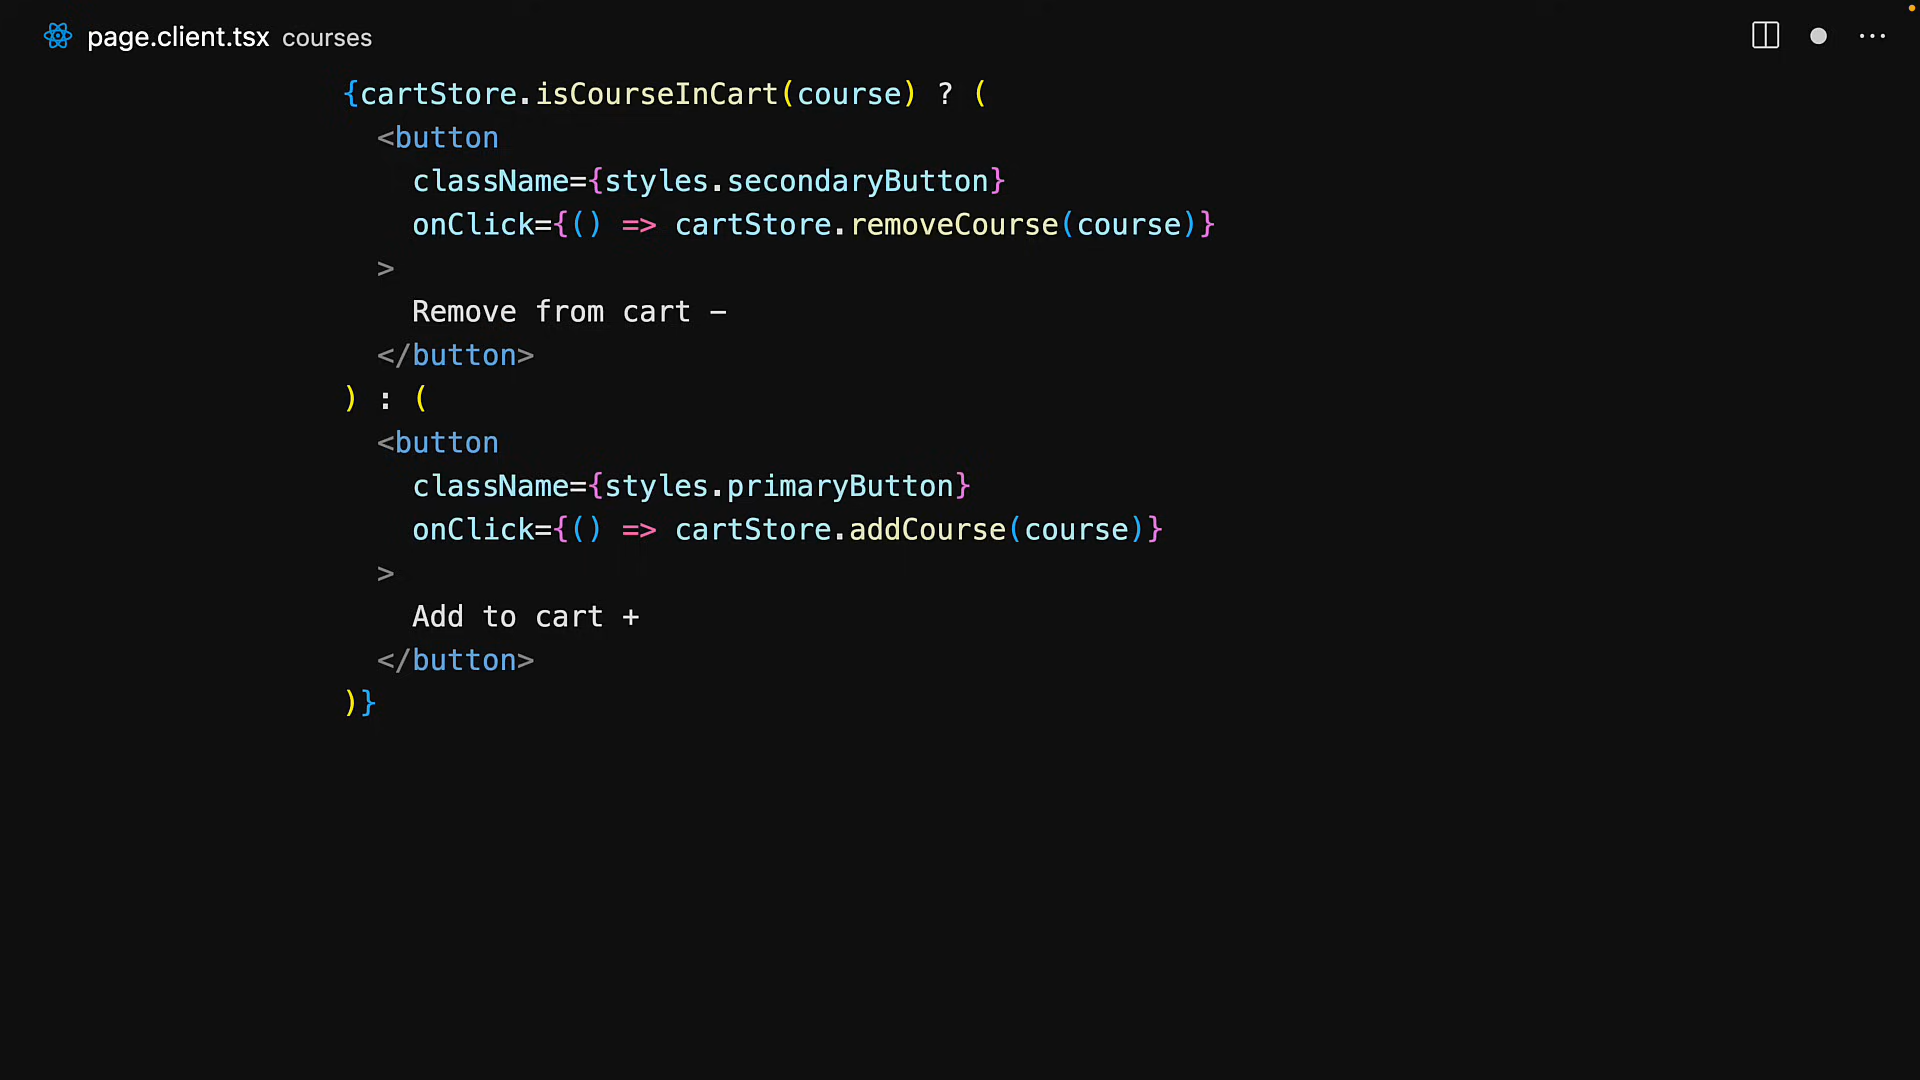 page.client.tsx courses
{cartStore.isCourseInCart(course) ? (
<button
className={styles.secondaryButton}
onClick={() => cartStore.removeCourse(course)}
>
Remove from cart −
</button>
) : (
<button
className={styles.primaryButton}
onClick={() => cartStore.addCourse(course)}
>
Add to cart +
</button>
)}